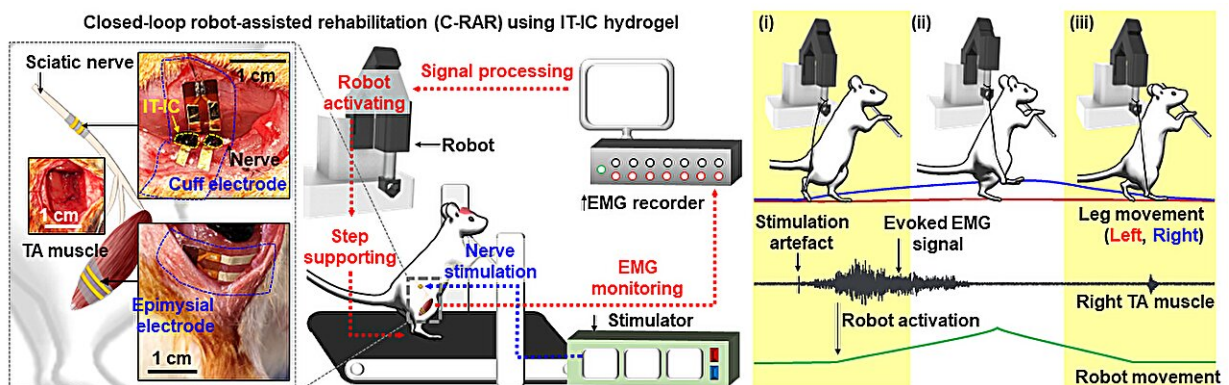 Closed-loop robot-assisted rehabilitation (C-RAR) using IT-IC hydrogel
Sciatic nerve
1 cm
IT-IC
Nerve
Cuff electrode
1 cm
TA muscle
Epimysial
electrode
1 cm
Robot
activating
Signal processing
←Robot
↑EMG recorder
Step
supporting
Nerve
stimulation
EMG
monitoring
Stimulator
(i)
(ii)
(iii)
Leg movement
(Left, Right)
Stimulation
artefact
Evoked EMG
signal
Right TA muscle
Robot activation
Robot movement